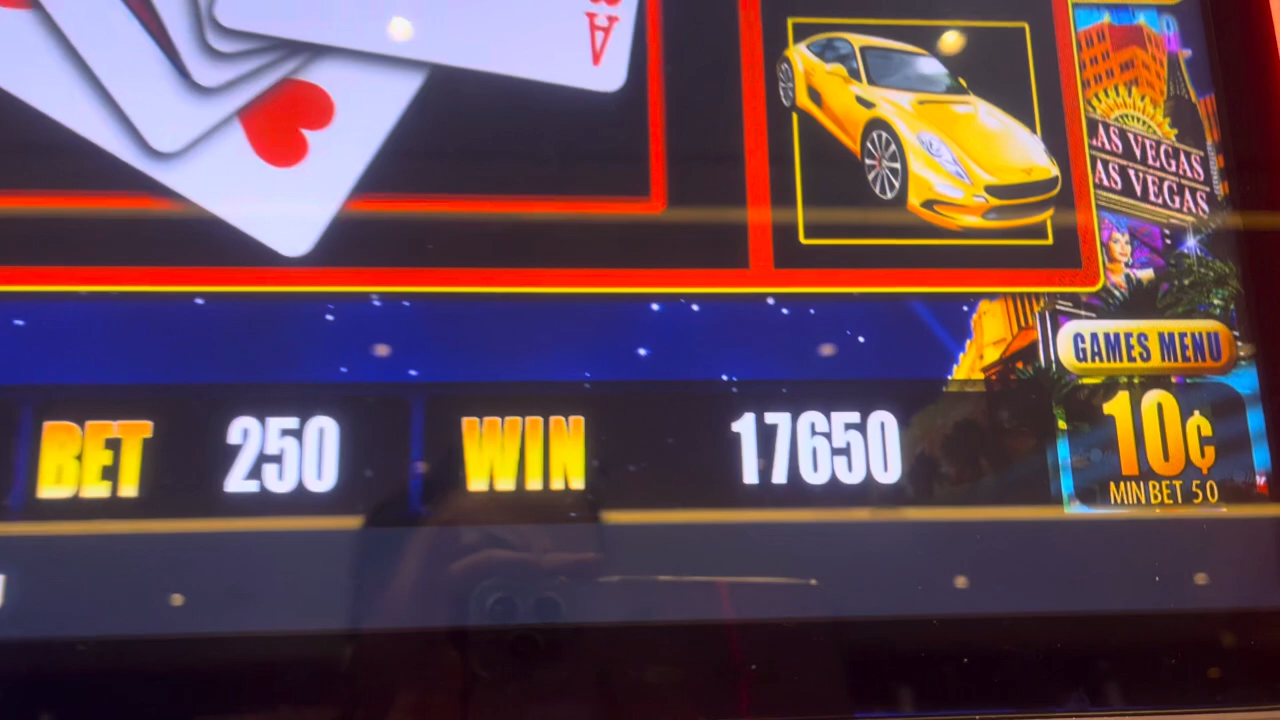 A
LAS VEGAS
LAS VEGAS
GAMES MENU
BET 250 WIN 17650
10¢
MIN BET 50